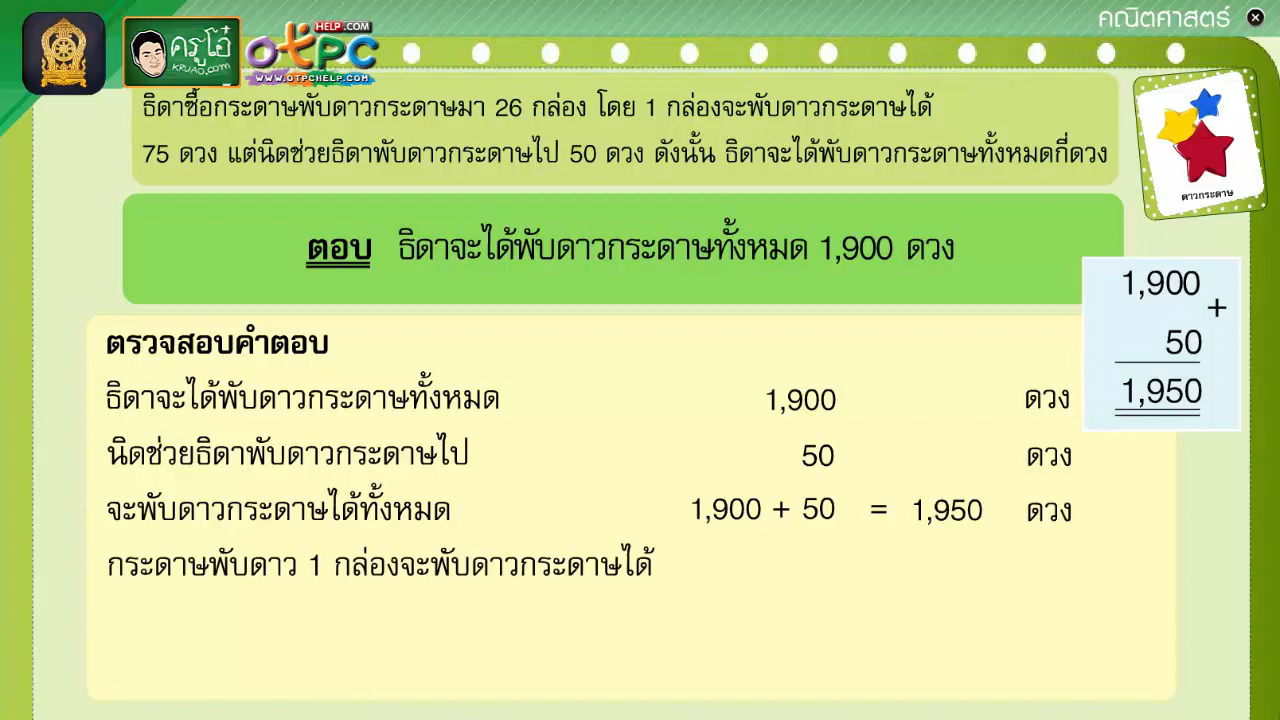 คณิตศาสตร์
ครูโอ๋
KRUAO.com
HELP.COM
OTPC
WWW.OTPCHELP.COM
ธิดาซื้อกระดาษพับดาวกระดาษมา 26 กล่อง โดย 1 กล่องจะพับดาวกระดาษได้
75 ดวง แต่นิดช่วยธิดาพับดาวกระดาษไป 50 ดวง ดังนั้น ธิดาจะได้พับดาวกระดาษทั้งหมดกี่ดวง
ดาวกระดาษ
ตอบ ธิดาจะได้พับดาวกระดาษทั้งหมด 1,900 ดวง
1,900
+
50
1,950
ตรวจสอบคำตอบ
ธิดาจะได้พับดาวกระดาษทั้งหมด 1,900 ดวง
นิดช่วยธิดาพับดาวกระดาษไป 50 ดวง
จะพับดาวกระดาษได้ทั้งหมด 1,900 + 50 = 1,950 ดวง
กระดาษพับดาว 1 กล่องจะพับดาวกระดาษได้